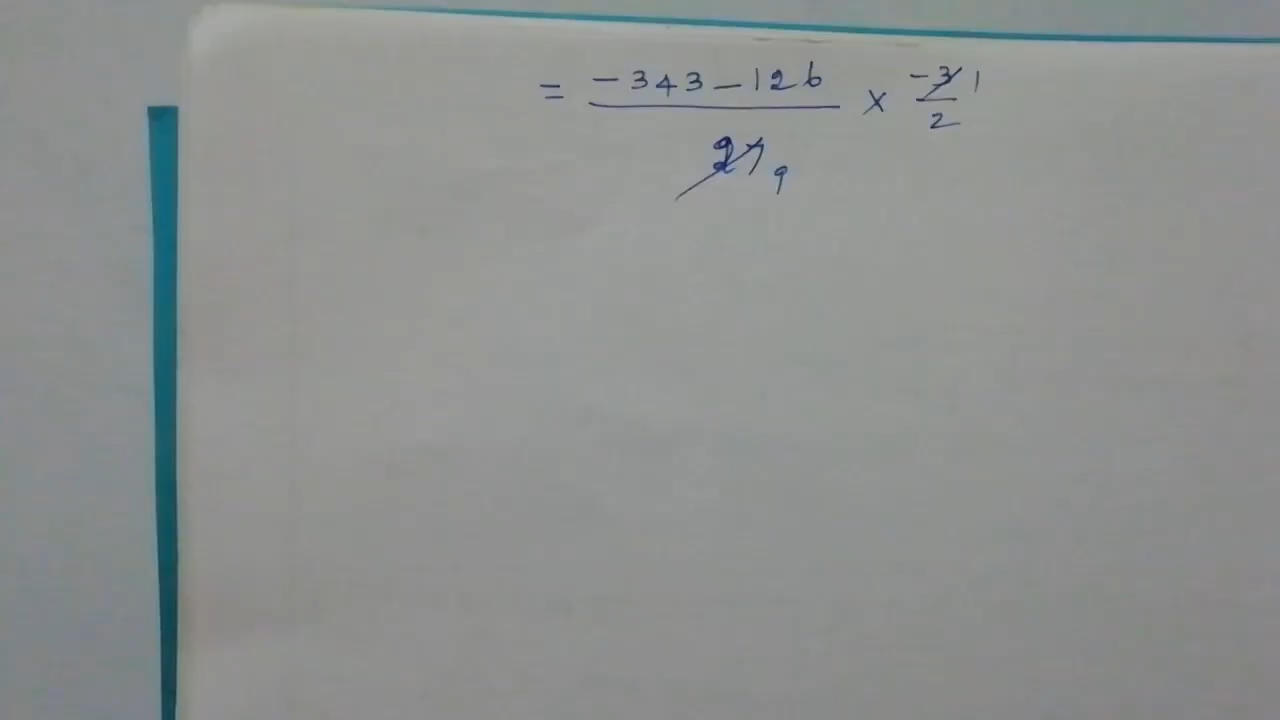 = -343-126 / 27 9 × -3 1 / 2